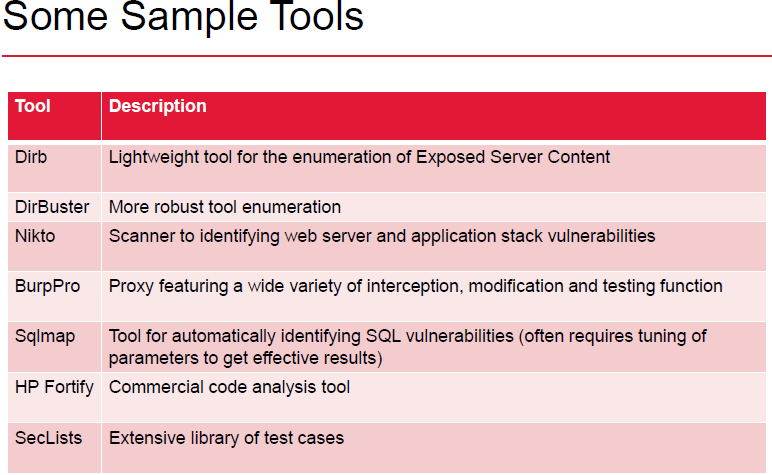 Some Sample Tools
Tool Description
Dirb Lightweight tool for the enumeration of Exposed Server Content
DirBuster More robust tool enumeration
Nikto Scanner to identifying web server and application stack vulnerabilities
BurpPro Proxy featuring a wide variety of interception, modification and testing function
Sqlmap Tool for automatically identifying SQL vulnerabilities (often requires tuning of
parameters to get effective results)
HP Fortify Commercial code analysis tool
SecLists Extensive library of test cases